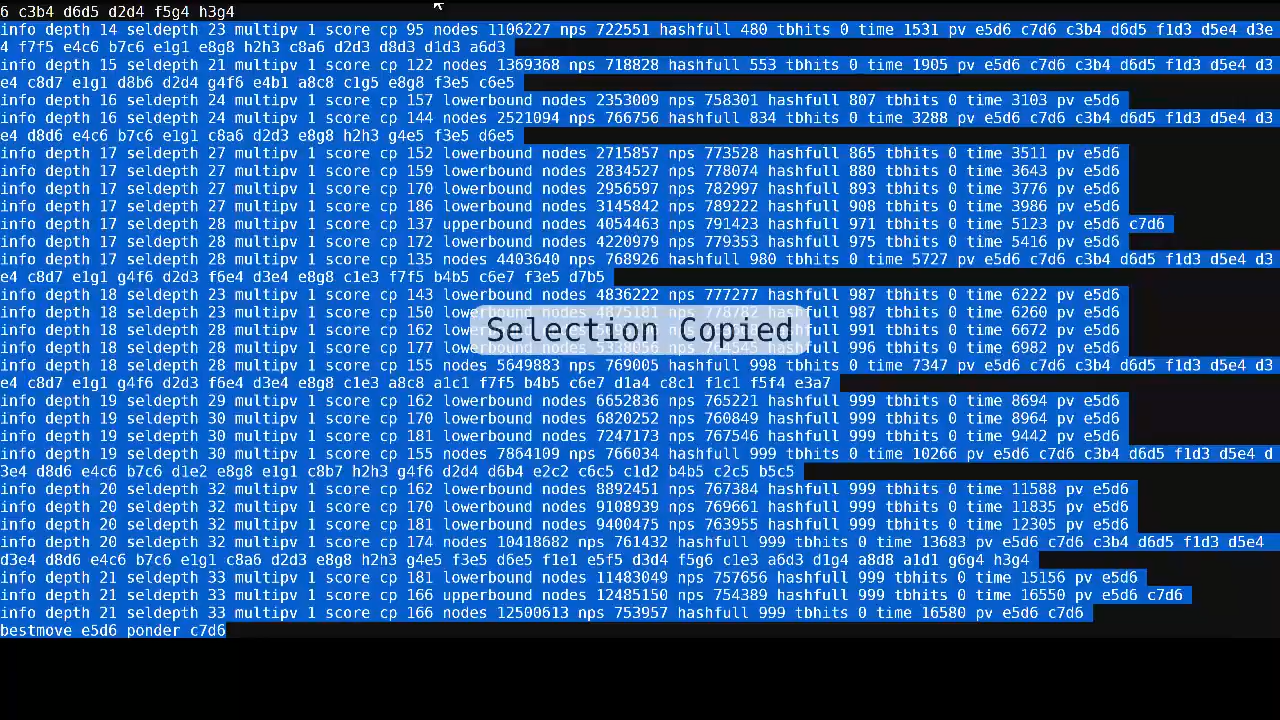 6 c3b4 d6d5 d2d4 f5g4 h3g4
info depth 14 seldepth 23 multipv 1 score cp 95 nodes 1106227 nps 722551 hashfull 480 tbhits 0 time 1531 pv e5d6 c7d6 c3b4 d6d5 f1d3 d5e4 d3e
4 f7f5 e4c6 b7c6 e1g1 e8g8 h2h3 c8a6 d2d3 d8d3 d1d3 a6d3
info depth 15 seldepth 21 multipv 1 score cp 122 nodes 1369368 nps 718828 hashfull 553 tbhits 0 time 1905 pv e5d6 c7d6 c3b4 d6d5 f1d3 d5e4 d3
e4 c8d7 e1g1 d8b6 d2d4 g4f6 e4b1 a8c8 c1g5 e8g8 f3e5 c6e5
info depth 16 seldepth 24 multipv 1 score cp 157 lowerbound nodes 2353009 nps 758301 hashfull 807 tbhits 0 time 3103 pv e5d6
info depth 16 seldepth 24 multipv 1 score cp 144 nodes 2521094 nps 766756 hashfull 834 tbhits 0 time 3288 pv e5d6 c7d6 c3b4 d6d5 f1d3 d5e4 d3
e4 d8d6 e4c6 b7c6 e1g1 c8a6 d2d3 e8g8 h2h3 g4e5 f3e5 d6e5
info depth 17 seldepth 27 multipv 1 score cp 152 lowerbound nodes 2715857 nps 773528 hashfull 865 tbhits 0 time 3511 pv e5d6
info depth 17 seldepth 27 multipv 1 score cp 159 lowerbound nodes 2834527 nps 778074 hashfull 880 tbhits 0 time 3643 pv e5d6
info depth 17 seldepth 27 multipv 1 score cp 170 lowerbound nodes 2956597 nps 782997 hashfull 893 tbhits 0 time 3776 pv e5d6
info depth 17 seldepth 27 multipv 1 score cp 186 lowerbound nodes 3145842 nps 789222 hashfull 908 tbhits 0 time 3986 pv e5d6
info depth 17 seldepth 28 multipv 1 score cp 137 upperbound nodes 4054463 nps 791423 hashfull 971 tbhits 0 time 5123 pv e5d6 c7d6
info depth 17 seldepth 28 multipv 1 score cp 172 lowerbound nodes 4220979 nps 779353 hashfull 975 tbhits 0 time 5416 pv e5d6
info depth 17 seldepth 28 multipv 1 score cp 135 nodes 4403640 nps 768926 hashfull 980 tbhits 0 time 5727 pv e5d6 c7d6 c3b4 d6d5 f1d3 d5e4 d3
e4 c8d7 e1g1 g4f6 d2d3 f6e4 d3e4 e8g8 c1e3 f7f5 b4b5 c6e7 f3e5 d7b5
info depth 18 seldepth 23 multipv 1 score cp 143 lowerbound nodes 4836222 nps 777277 hashfull 987 tbhits 0 time 6222 pv e5d6
info depth 18 seldepth 23 multipv 1 score cp 150 lowerbound nodes 4875181 nps 778782 hashfull 987 tbhits 0 time 6260 pv e5d6
info depth 18 seldepth 28 multipv 1 score cp 162 hashfull 991 tbhits 0 time 6672 pv e5d6
info depth 18 seldepth 28 multipv 1 score cp 177 lowerbound nodes 5338056 nps 764545 hashfull 996 tbhits 0 time 6982 pv e5d6
info depth 18 seldepth 28 multipv 1 score cp 155 nodes 5649883 nps 769005 hashfull 998 tbhits 0 time 7347 pv e5d6 c7d6 c3b4 d6d5 f1d3 d5e4 d3
e4 c8d7 e1g1 g4f6 d2d3 f6e4 d3e4 e8g8 c1e3 a8c8 a1c1 f7f5 b4b5 c6e7 d1a4 c8c1 f1c1 f5f4 e3a7
info depth 19 seldepth 29 multipv 1 score cp 162 lowerbound nodes 6652836 nps 765221 hashfull 999 tbhits 0 time 8694 pv e5d6
info depth 19 seldepth 30 multipv 1 score cp 170 lowerbound nodes 6820252 nps 760849 hashfull 999 tbhits 0 time 8964 pv e5d6
info depth 19 seldepth 30 multipv 1 score cp 181 lowerbound nodes 7247173 nps 767546 hashfull 999 tbhits 0 time 9442 pv e5d6
info depth 19 seldepth 30 multipv 1 score cp 155 nodes 7864109 nps 766034 hashfull 999 tbhits 0 time 10266 pv e5d6 c7d6 c3b4 d6d5 f1d3 d5e4 d
3e4 d8d6 e4c6 b7c6 d1e2 e8g8 e1g1 c8b7 h2h3 g4f6 d2d4 d6b4 e2c2 c6c5 c1d2 b4b5 c2c5 b5c5
info depth 20 seldepth 32 multipv 1 score cp 162 lowerbound nodes 8892451 nps 767384 hashfull 999 tbhits 0 time 11588 pv e5d6
info depth 20 seldepth 32 multipv 1 score cp 170 lowerbound nodes 9108939 nps 769661 hashfull 999 tbhits 0 time 11835 pv e5d6
info depth 20 seldepth 32 multipv 1 score cp 181 lowerbound nodes 9400475 nps 763955 hashfull 999 tbhits 0 time 12305 pv e5d6
info depth 20 seldepth 32 multipv 1 score cp 174 nodes 10418682 nps 761432 hashfull 999 tbhits 0 time 13683 pv e5d6 c7d6 c3b4 d6d5 f1d3 d5e4
d3e4 d8d6 e4c6 b7c6 e1g1 c8a6 d2d3 e8g8 h2h3 g4e5 f3e5 d6e5 f1e1 e5f5 d3d4 f5g6 c1e3 a6d3 d1g4 a8d8 a1d1 g6g4 h3g4
info depth 21 seldepth 33 multipv 1 score cp 181 lowerbound nodes 11483049 nps 757656 hashfull 999 tbhits 0 time 15156 pv e5d6
info depth 21 seldepth 33 multipv 1 score cp 166 upperbound nodes 12485150 nps 754389 hashfull 999 tbhits 0 time 16550 pv e5d6 c7d6
info depth 21 seldepth 33 multipv 1 score cp 166 nodes 12500613 nps 753957 hashfull 999 tbhits 0 time 16580 pv e5d6 c7d6
bestmove e5d6 ponder c7d6
Selection Copied